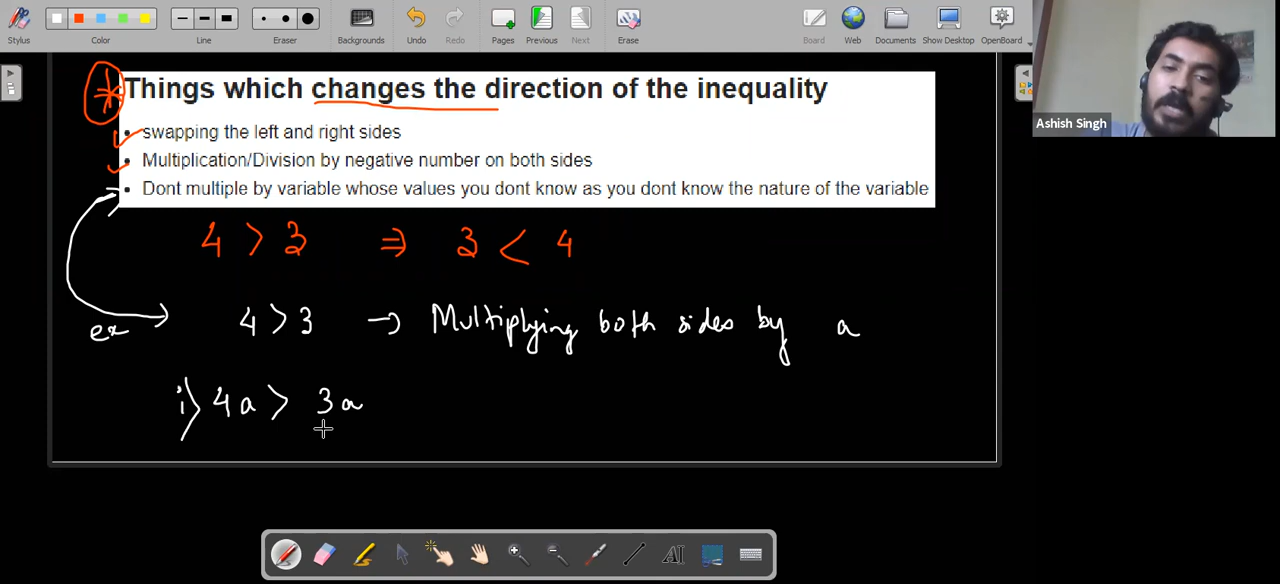 Stylus Color Line Eraser Backgrounds Undo Redo Pages Previous Next Erase Board Web Documents Show Desktop OpenBoard
Ashish Singh
Things which changes the direction of the inequality
swapping the left and right sides
Multiplication/Division by negative number on both sides
Dont multiple by variable whose values you dont know as you dont know the nature of the variable
4 > 3 ⇒ 3 < 4
ex 4 > 3 → Multiplying both sides by a
i) 4a > 3a
AI